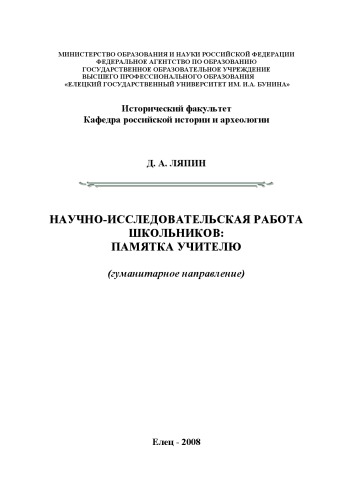 МИНИСТЕРСТВО ОБРАЗОВАНИЯ И НАУКИ РОССИЙСКОЙ ФЕДЕРАЦИИ
ФЕДЕРАЛЬНОЕ АГЕНТСТВО ПО ОБРАЗОВАНИЮ
ГОСУДАРСТВЕННОЕ ОБРАЗОВАТЕЛЬНОЕ УЧРЕЖДЕНИЕ
ВЫСШЕГО ПРОФЕССИОНАЛЬНОГО ОБРАЗОВАНИЯ
«ЕЛЕЦКИЙ ГОСУДАРСТВЕННЫЙ УНИВЕРСИТЕТ ИМ. И.А. БУНИНА»
Исторический факультет
Кафедра российской истории и археологии
Д. А. ЛЯПИН
НАУЧНО-ИССЛЕДОВАТЕЛЬСКАЯ РАБОТА
ШКОЛЬНИКОВ:
ПАМЯТКА УЧИТЕЛЮ
(гуманитарное направление)
Елец - 2008